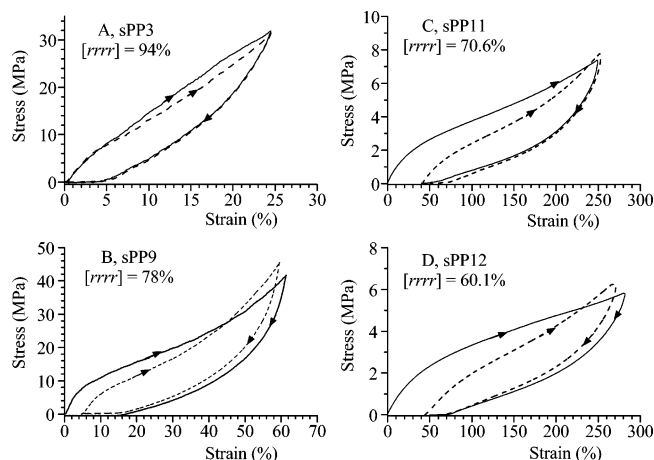 A, sPP3
[rrrr] = 94%
Stress (MPa)
30
20
10
0
0 5 10 15 20 25 30
Strain (%)
C, sPP11
[rrrr] = 70.6%
Stress (MPa)
10
8
6
4
2
0
0 50 100 150 200 250 300
Strain (%)
B, sPP9
[rrrr] = 78%
Stress (MPa)
50
40
30
20
10
0
0 10 20 30 40 50 60 70
Strain (%)
D, sPP12
[rrrr] = 60.1%
Stress (MPa)
8
6
4
2
0
0 50 100 150 200 250 300
Strain (%)